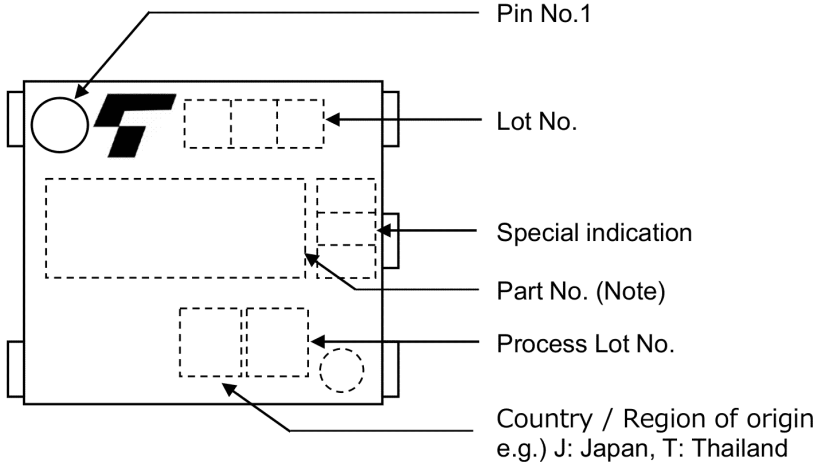 Pin No.1
Lot No.
Special indication
Part No. (Note)
Process Lot No.
Country / Region of origin
e.g.) J: Japan, T: Thailand